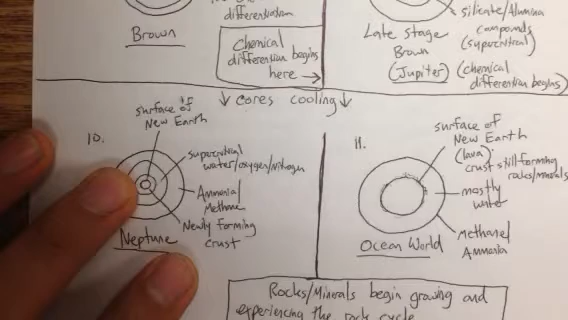 differentiation
Brown
Chemical
differentiation begins
here →
silicate/Alumina
compounds
(supercritical)
Late stage
Brown
(Jupiter)
(chemical
differentiation begins)
↓ cores cooling ↓
10.
surface of
New Earth
supercritical
water/oxygen/nitrogen
Ammonia
Methane
Newly forming
crust
Neptune
11.
surface of
New Earth
(lava)
crust still forming
rocks/minerals
mostly
water
Methane
Ammonia
Ocean World
Rocks/Minerals begin growing and
experiencing the rock cycle